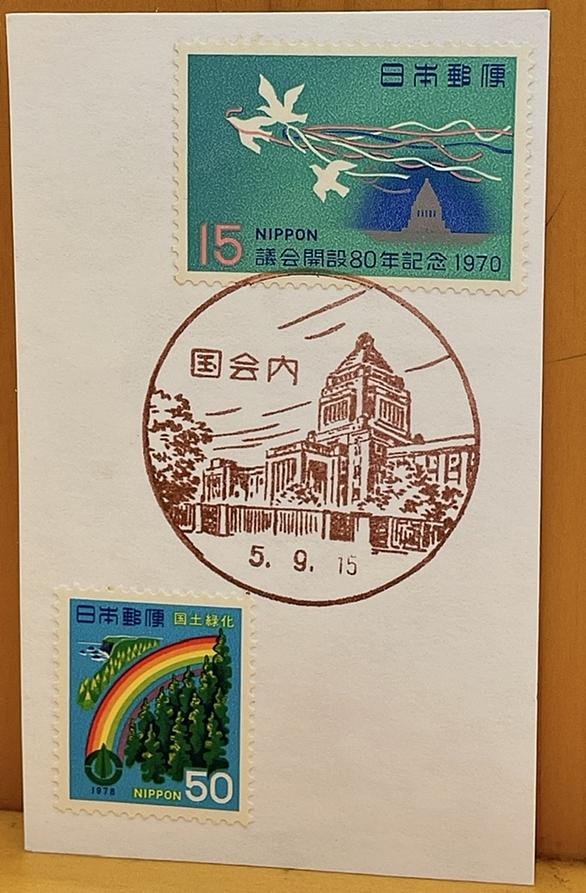 日本郵便
15 NIPPON
議会開設80年記念 1970
国会内
5. 9. 15
日本郵便 国土緑化
1978 NIPPON 50